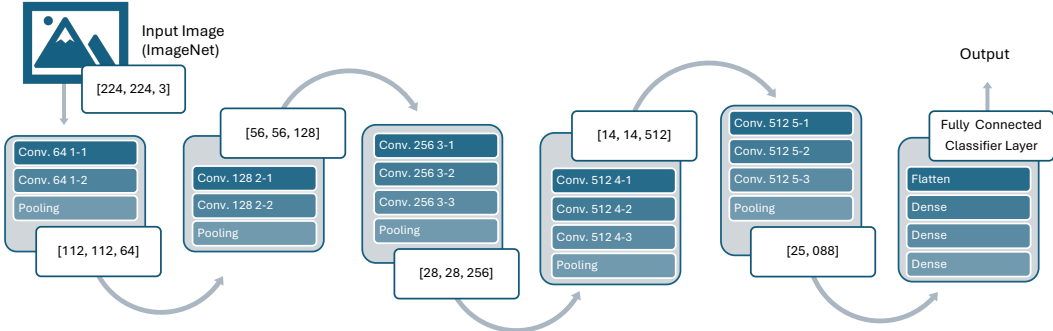 Input Image
(ImageNet)
[224, 224, 3]
Conv. 64 1-1
Conv. 64 1-2
Pooling
[112, 112, 64]
[56, 56, 128]
Conv. 128 2-1
Conv. 128 2-2
Pooling
Conv. 256 3-1
Conv. 256 3-2
Conv. 256 3-3
Pooling
[28, 28, 256]
[14, 14, 512]
Conv. 512 4-1
Conv. 512 4-2
Conv. 512 4-3
Pooling
Conv. 512 5-1
Conv. 512 5-2
Conv. 512 5-3
Pooling
[25, 088]
Output
Fully Connected
Classifier Layer
Flatten
Dense
Dense
Dense